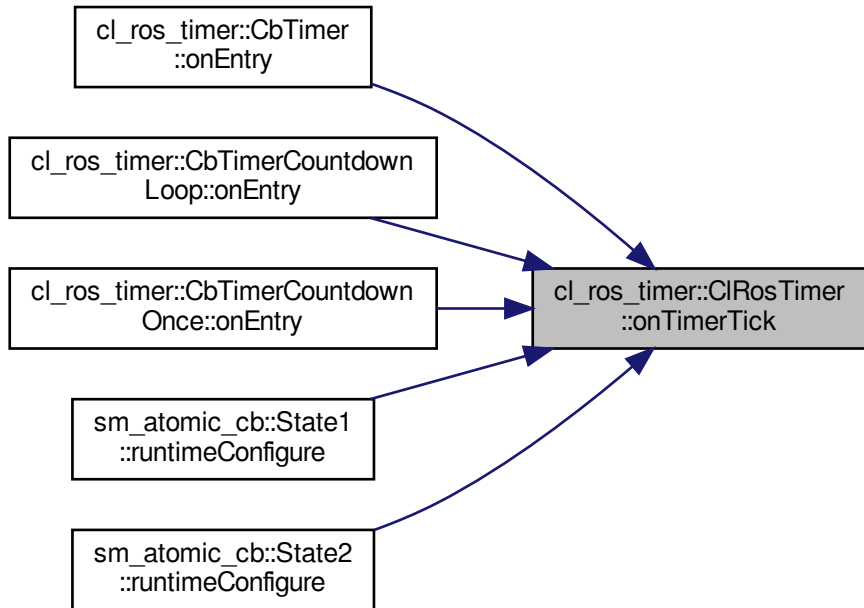 cl_ros_timer::CbTimer
::onEntry
cl_ros_timer::CbTimerCountdown
Loop::onEntry
cl_ros_timer::CbTimerCountdown
Once::onEntry
cl_ros_timer::ClRosTimer
::onTimerTick
sm_atomic_cb::State1
::runtimeConfigure
sm_atomic_cb::State2
::runtimeConfigure